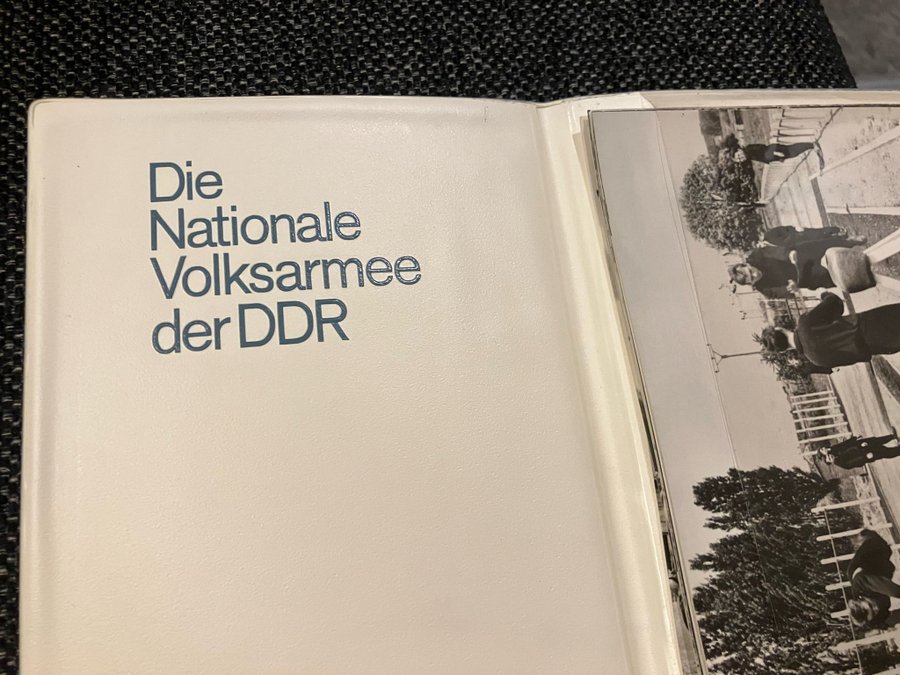 Die
Nationale
Volksarmee
der DDR